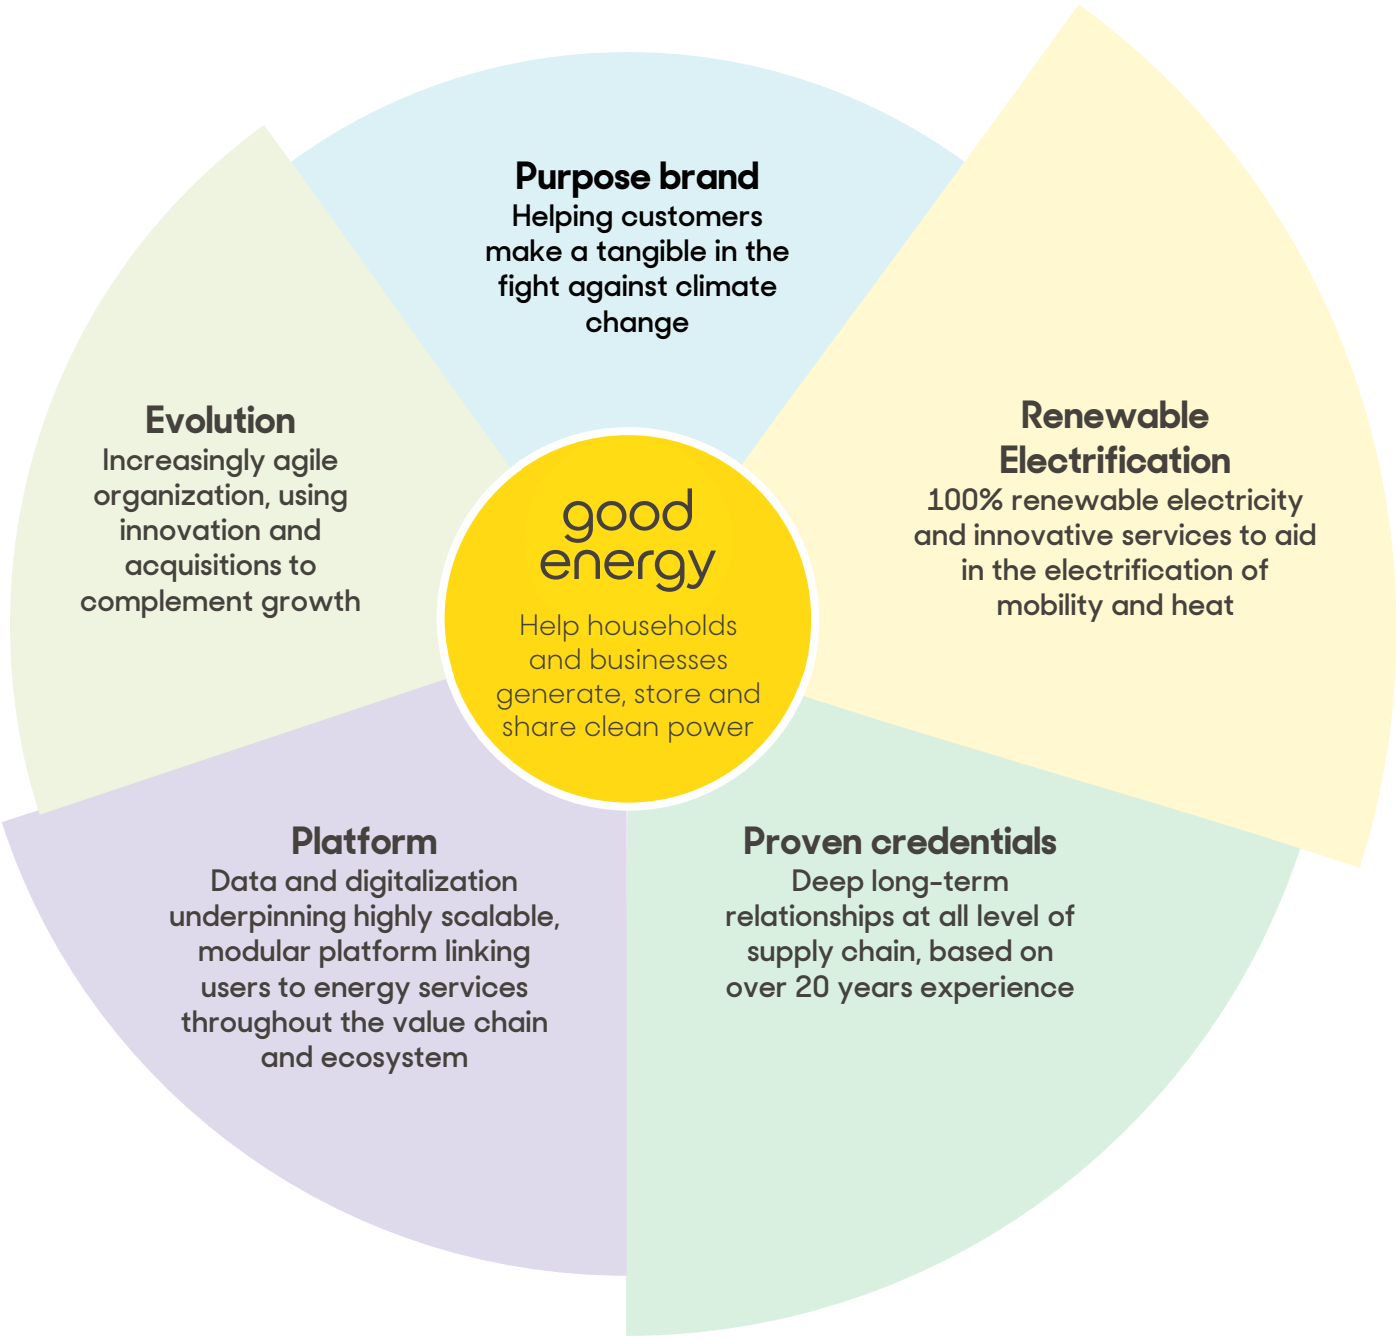 Purpose brand
Helping customers
make a tangible in the
fight against climate
change
Renewable
Electrification
100% renewable electricity
and innovative services to aid
in the electrification of
mobility and heat
Evolution
Increasingly agile
organization, using
innovation and
acquisitions to
complement growth
good
energy
Help households
and businesses
generate, store and
share clean power
Platform
Data and digitalization
underpinning highly scalable,
modular platform linking
users to energy services
throughout the value chain
and ecosystem
Proven credentials
Deep long-term
relationships at all level of
supply chain, based on
over 20 years experience